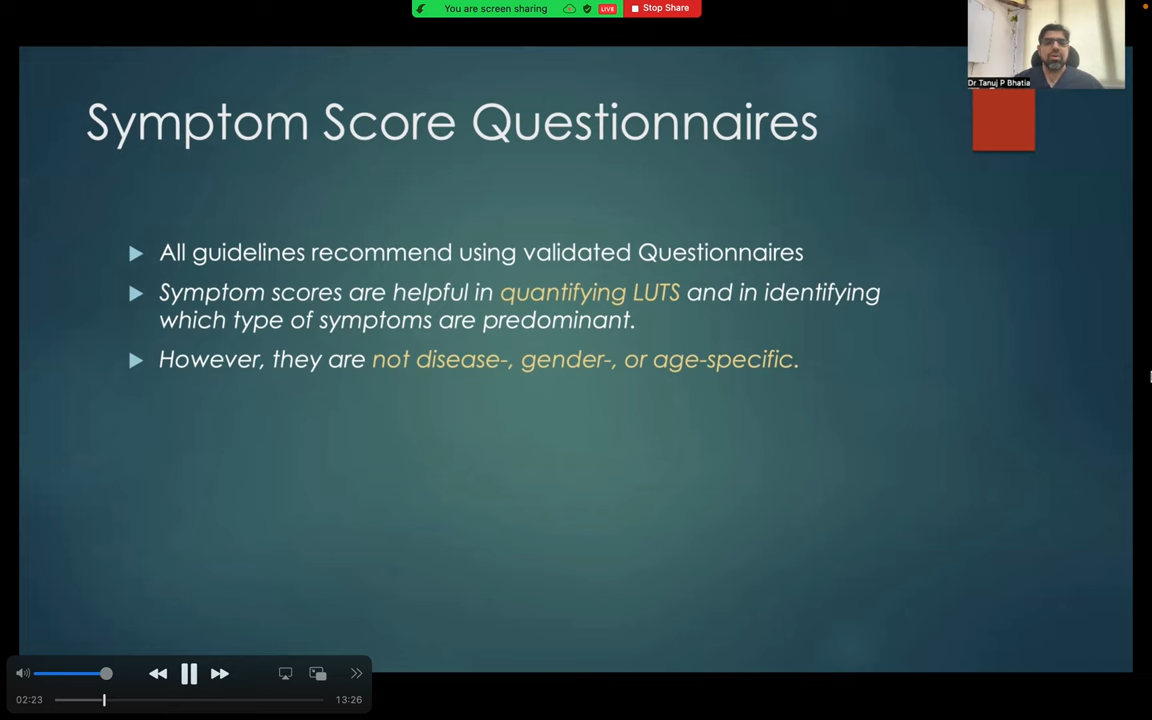 You are screen sharing LIVE Stop Share
Dr Tanuj P Bhatia
Symptom Score Questionnaires
All guidelines recommend using validated Questionnaires
Symptom scores are helpful in quantifying LUTS and in identifying
which type of symptoms are predominant.
However, they are not disease-, gender-, or age-specific.
02:23 13:26